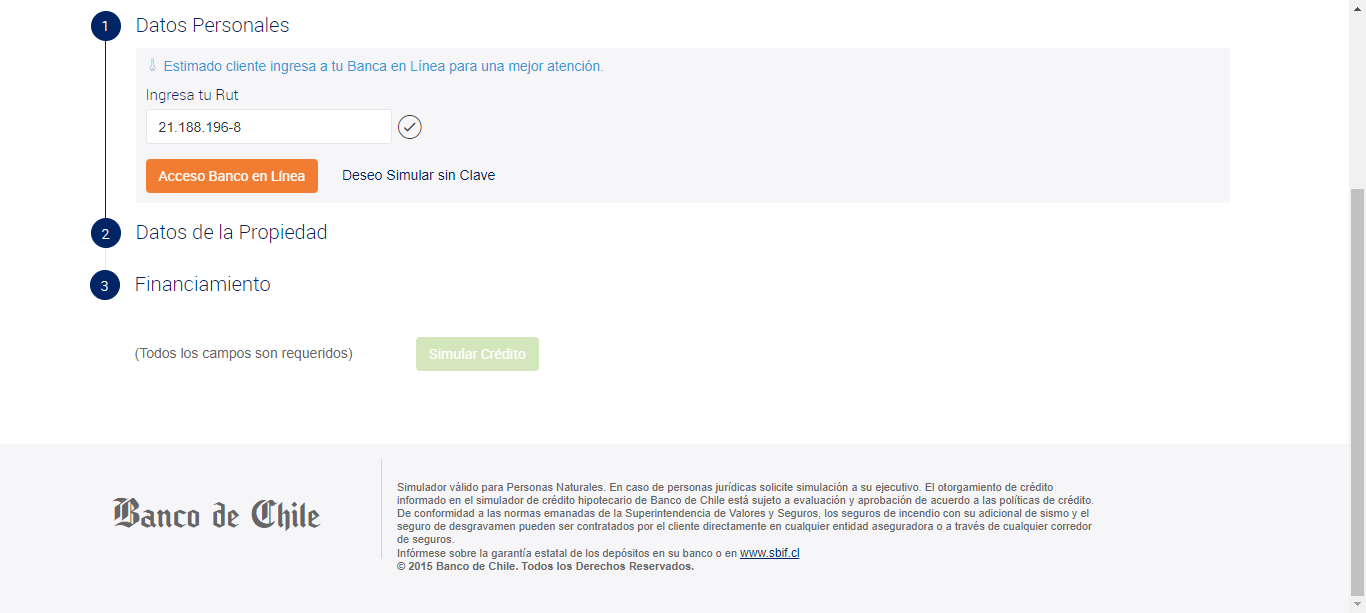 1 Datos Personales
Estimado cliente ingresa a tu Banca en Línea para una mejor atención.
Ingresa tu Rut
21.188.196-8
Acceso Banco en Línea Deseo Simular sin Clave
2 Datos de la Propiedad
3 Financiamiento
(Todos los campos son requeridos) Simular Crédito
Banco de Chile
Simulador válido para Personas Naturales. En caso de personas jurídicas solicite simulación a su ejecutivo. El otorgamiento de crédito
informado en el simulador de crédito hipotecario de Banco de Chile está sujeto a evaluación y aprobación de acuerdo a las políticas de crédito.
De conformidad a las normas emanadas de la Superintendencia de Valores y Seguros, los seguros de incendio con su adicional de sismo y el
seguro de desgravamen pueden ser contratados por el cliente directamente en cualquier entidad aseguradora o a través de cualquier corredor
de seguros.
Infórmese sobre la garantía estatal de los depósitos en su banco o en www.sbif.cl
© 2015 Banco de Chile. Todos los Derechos Reservados.